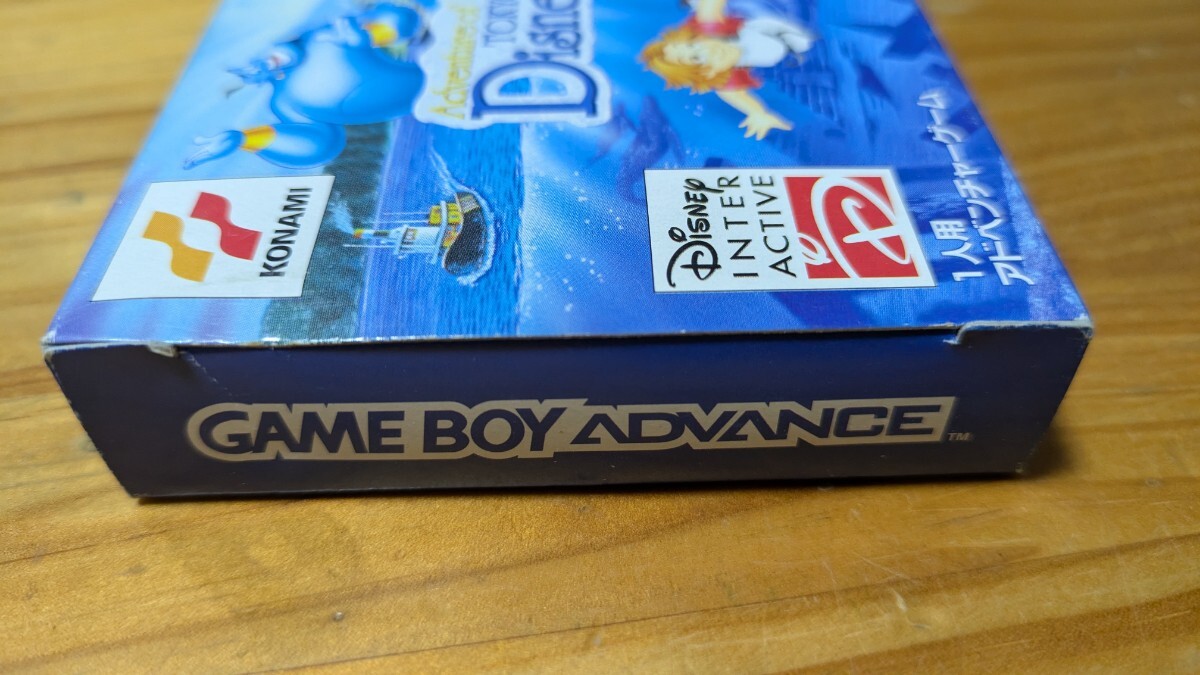 Adventure of
TOKYO
Disney
KONAMI
Disney
INTER
ACTIVE
1人用
アドベンチャーゲーム
GAME BOY ADVANCE
TM